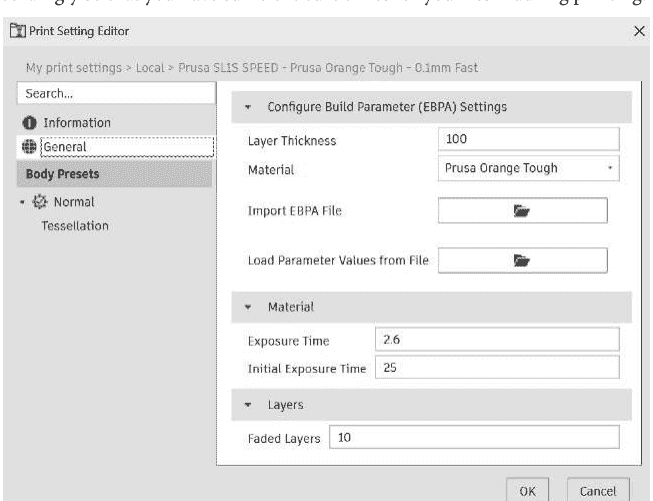 Print Setting Editor
My print settings > Local > Prusa SL1S SPEED - Prusa Orange Tough - 0.1mm Fast
Search...
Information
General
Body Presets
Normal
Tessellation
Configure Build Parameter (EBPA) Settings
Layer Thickness 100
Material Prusa Orange Tough
Import EBPA File
Load Parameter Values from File
Material
Exposure Time 2.6
Initial Exposure Time 25
Layers
Faded Layers 10
OK Cancel